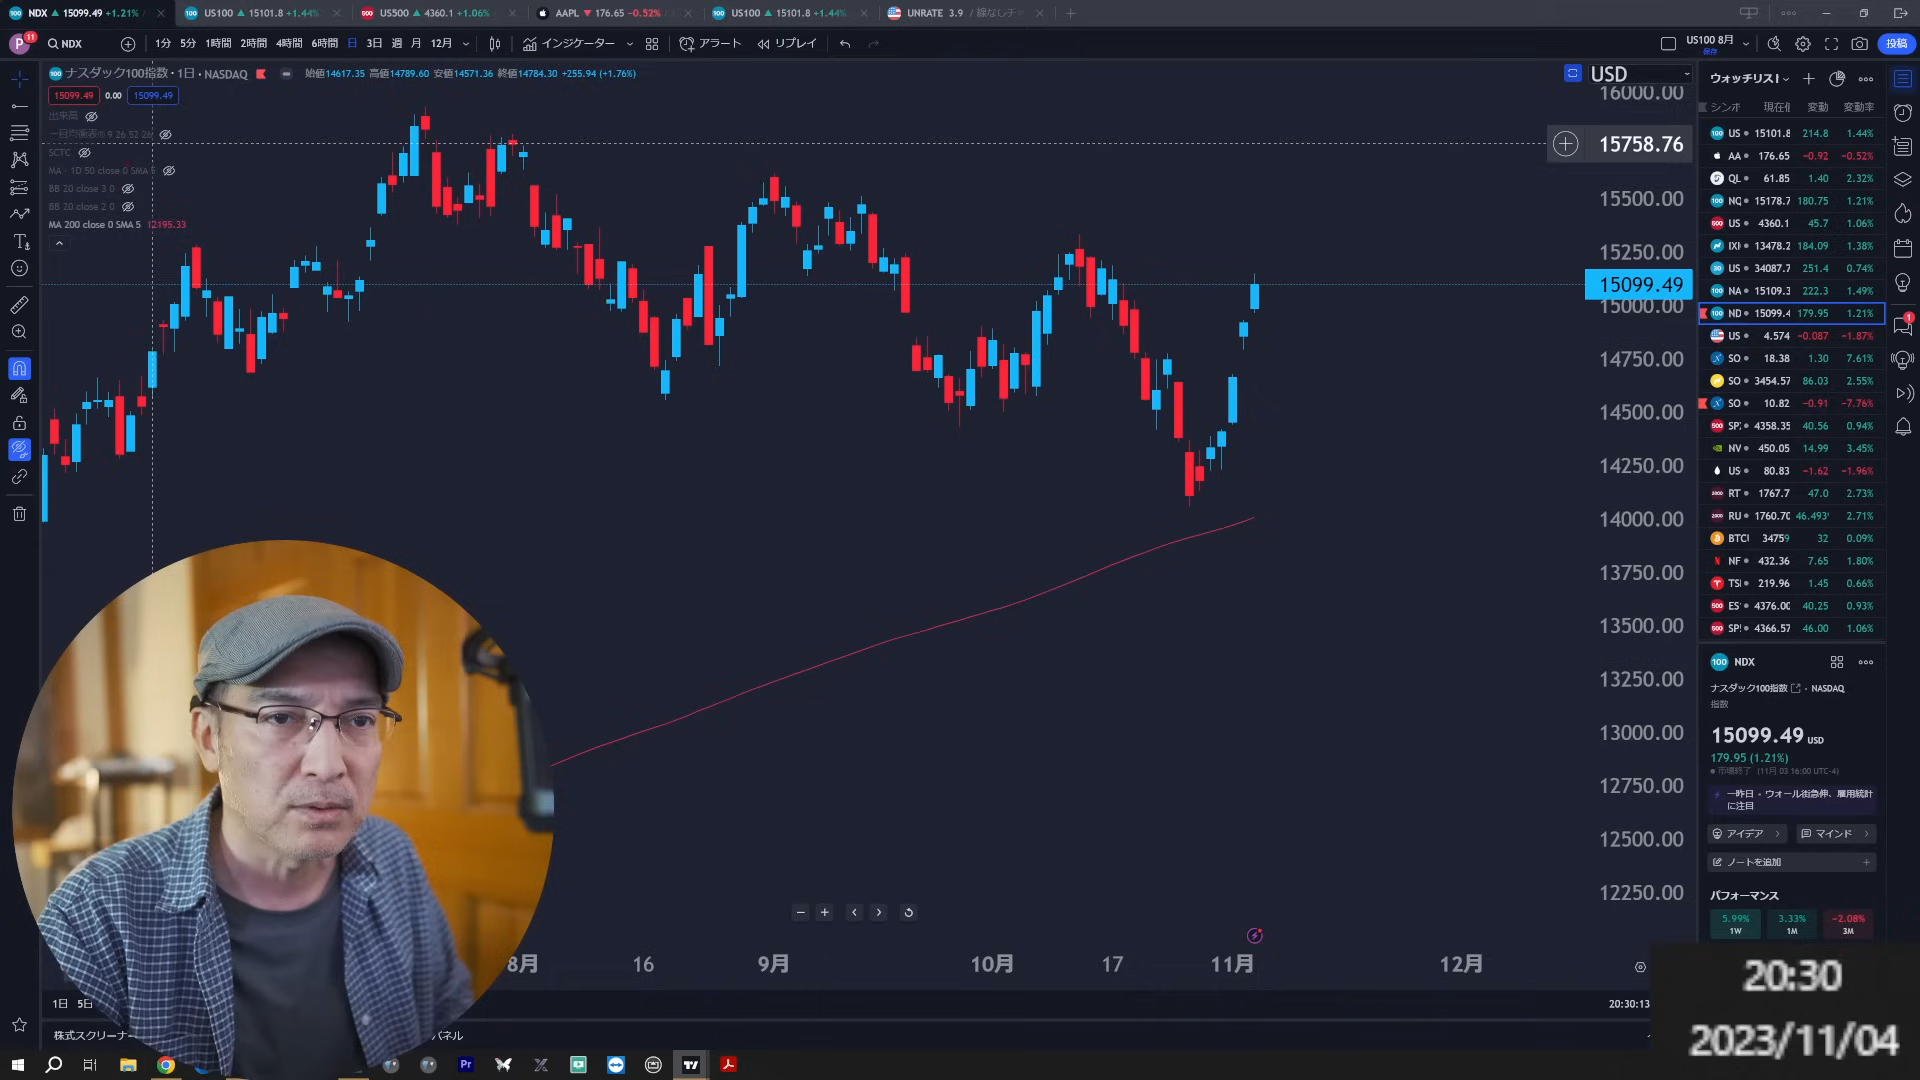 NDX ▲ 15099.49 +1.21%
US100 ▲ 15101.8 +1.44%
US500 ▲ 4360.1 +1.06%
AAPL ▼ 176.65 −0.52%
US100 ▲ 15101.8 +1.44%
UNRATE 3.9 / 線なしチャ
P 11 NDX 1分 5分 1時間 2時間 4時間 6時間 日 3日 週 月 12月 インジケーター アラート リプレイ
US100 8月
保存
投稿
ナスダック100指数 · 1日 · NASDAQ 始値14617.35 高値14789.60 安値14571.36 終値14784.30 +255.94 (+1.76%)
15099.49 0.00 15099.49
出来高
一目均衡表® 9 26 52 26
SCTC
MA · 1D 50 close 0 SMA 5
BB 20 close 3 0
BB 20 close 2 0
MA 200 close 0 SMA 5 12195.33
USD
16000.00
15758.76
15500.00
15250.00
15099.49
15000.00
14750.00
14500.00
14250.00
14000.00
13750.00
13500.00
13250.00
13000.00
12750.00
12500.00
12250.00
8月 16 9月 10月 17 11月 12月
1日 5日
20:30:13
株式スクリーナー
パネル
ウォッチリスト
シンボ 現在値 変動 変動率
US 15101.8 214.8 1.44%
AA 176.65 −0.92 −0.52%
QL 61.85 1.40 2.32%
NQ 15178.7 180.75 1.21%
US 4360.1 45.7 1.06%
IXI 13478.2 184.09 1.38%
US 34087.7 251.4 0.74%
NA 15109.3 222.3 1.49%
ND 15099.4 179.95 1.21%
US 4.574 −0.087 −1.87%
SO 18.38 1.30 7.61%
SO 3454.57 86.03 2.55%
SO 10.82 −0.91 −7.76%
SP 4358.35 40.56 0.94%
NV 450.05 14.99 3.45%
US 80.83 −1.62 −1.96%
RT 1767.7 47.0 2.73%
RU 1760.70 46.493 2.71%
BTC 34759 32 0.09%
NF 432.36 7.65 1.80%
TS 219.96 1.45 0.66%
ES 4376.00 40.25 0.93%
SP 4366.57 46.00 1.06%
100 NDX
ナスダック100指数 · NASDAQ
指数
15099.49 USD
179.95 (1.21%)
市場終了 (11月 03 16:00 UTC-4)
一昨日 · ウォール街急伸、雇用統計
に注目
アイデア マインド
ノートを追加
パフォーマンス
5.99% 3.33% −2.08%
1W 1M 3M
20:30
2023/11/04